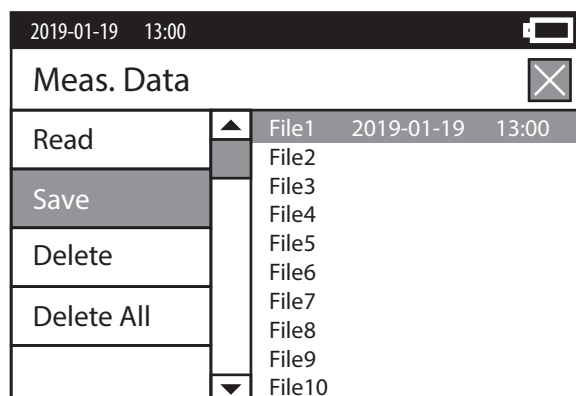 2019-01-19 13:00
Meas. Data
Read
Save
Delete
Delete All
File1 2019-01-19 13:00
File2
File3
File4
File5
File6
File7
File8
File9
File10